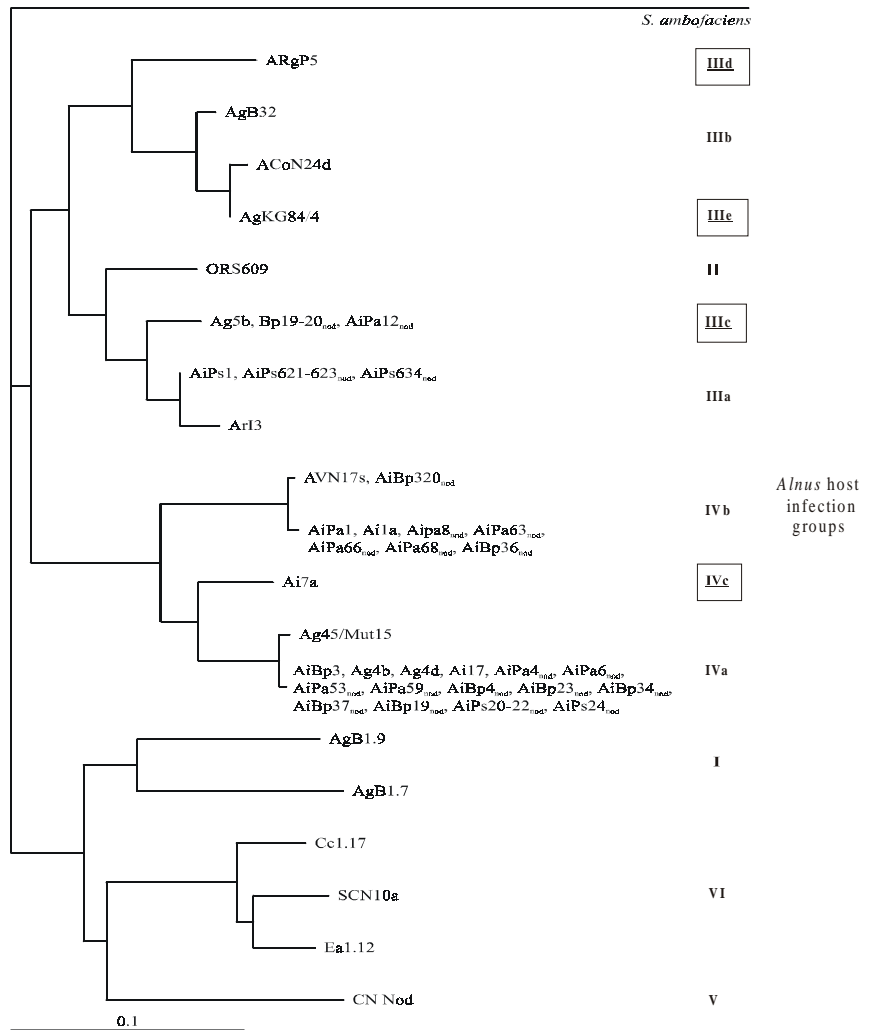 S. ambofaciens
ARgP5
IIId
AgB32
IIIb
ACoN24d
AgKG84/4
IIIe
ORS609
II
Ag5b, Bp19-20nod, AiPa12nod
IIIc
AiPs1, AiPs621-623nod, AiPs634nod
IIIa
ArI3
AVN17s, AiBp320nod
Alnus host
infection
groups
IVb
AiPa1, Ai1a, Aipa8nod, AiPa63nod,
AiPa66nod, AiPa68nod, AiBp36nod
Ai7a
IVc
Ag45/Mut15
AiBp3, Ag4b, Ag4d, Ai17, AiPa4nod, AiPa6nod,
IVa
AiPa53nod, AiPa59nod, AiBp4nod, AiBp23nod, AiBp34nod,
AiBp37nod, AiBp19nod, AiPs20-22nod, AiPs24nod
AgB1.9
I
AgB1.7
Cc1.17
SCN10a
VI
Ea1.12
CN Nod
V
0.1